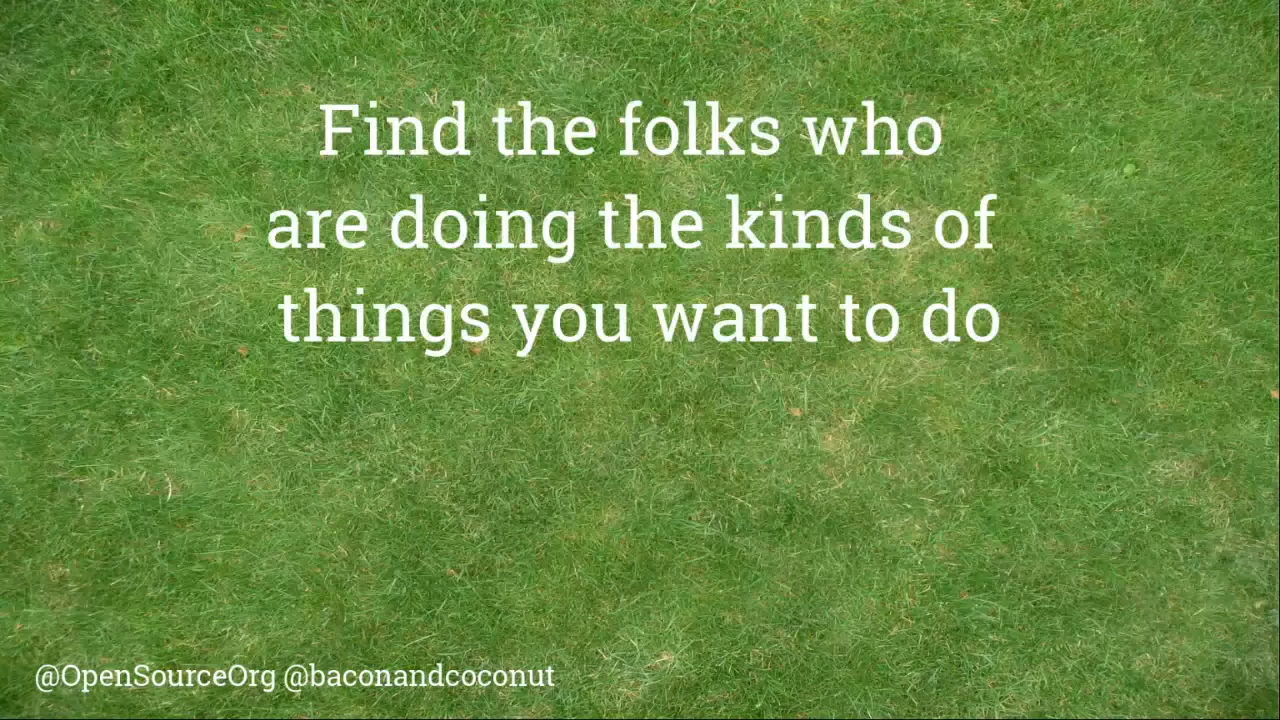 Find the folks who
are doing the kinds of
things you want to do
@OpenSourceOrg @baconandcoconut